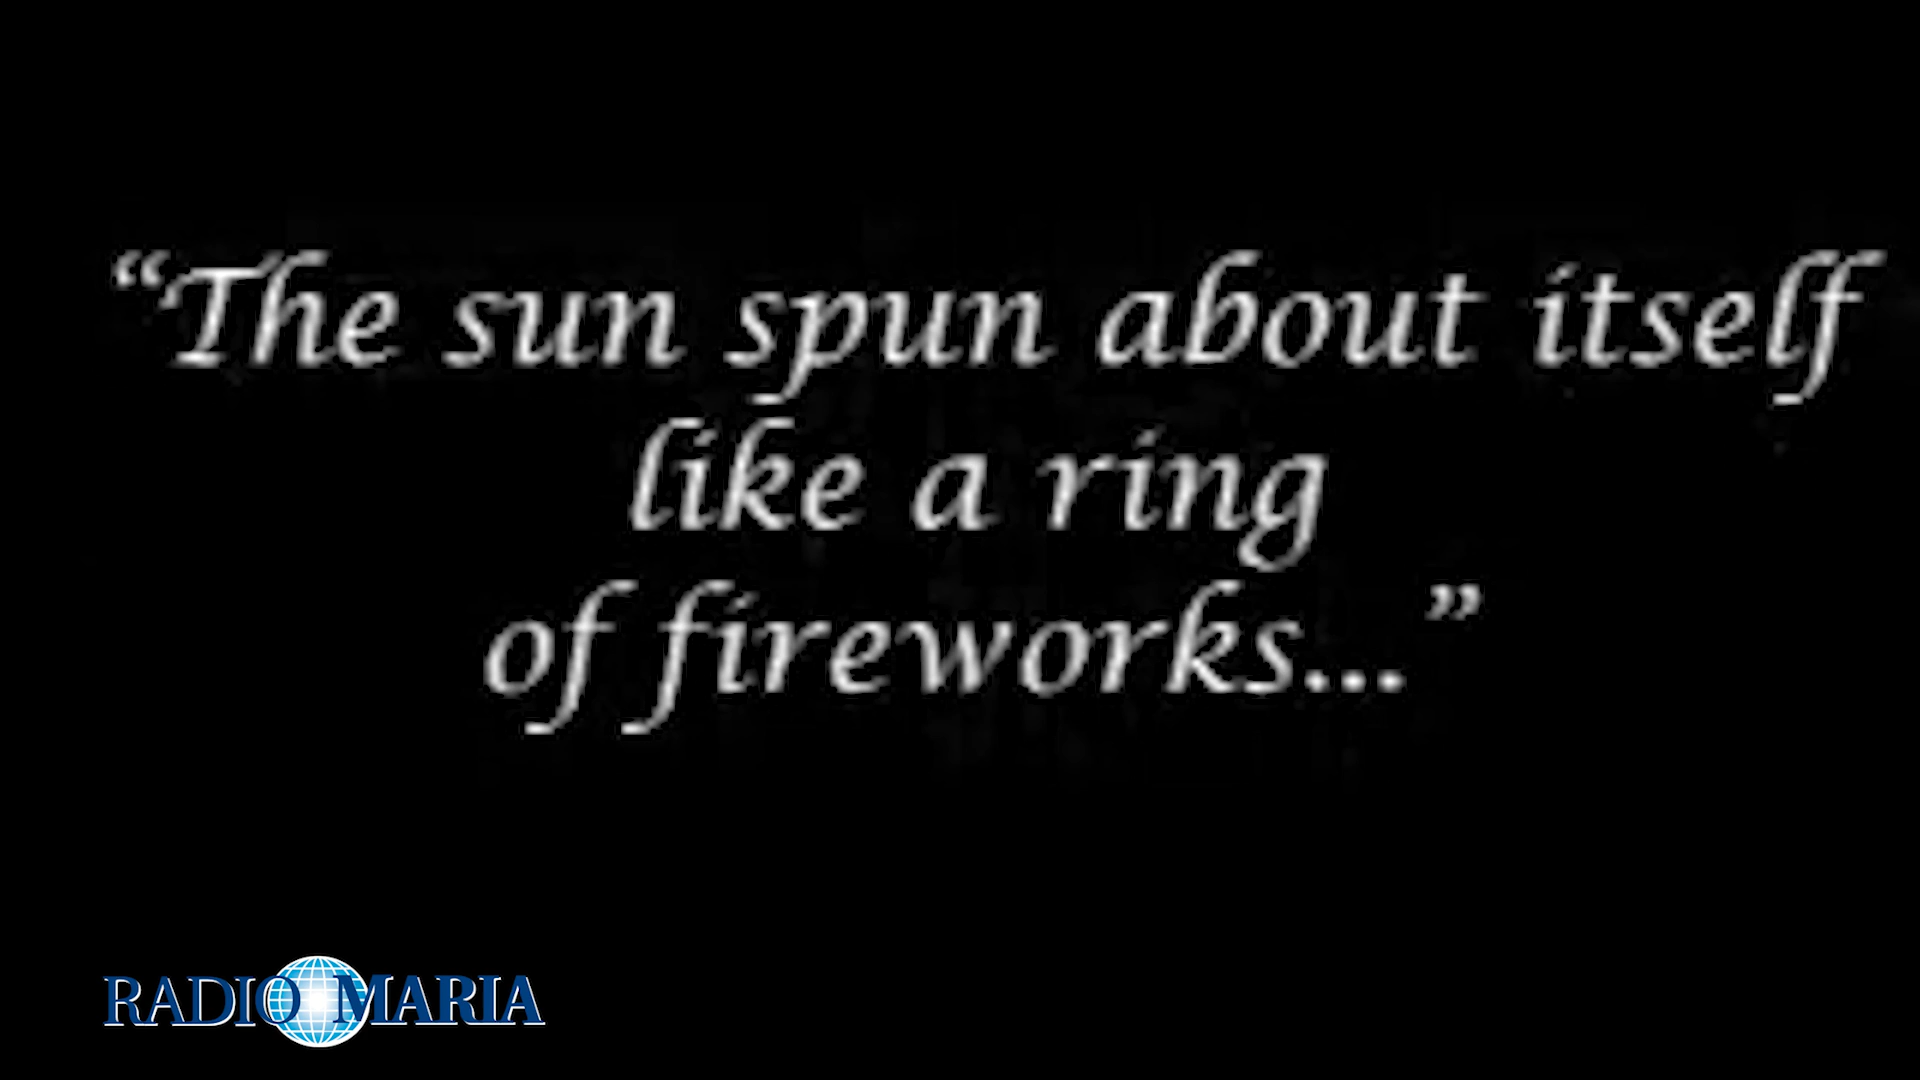 “The sun spun about itself
like a ring
of fireworks...”
RADIO MARIA